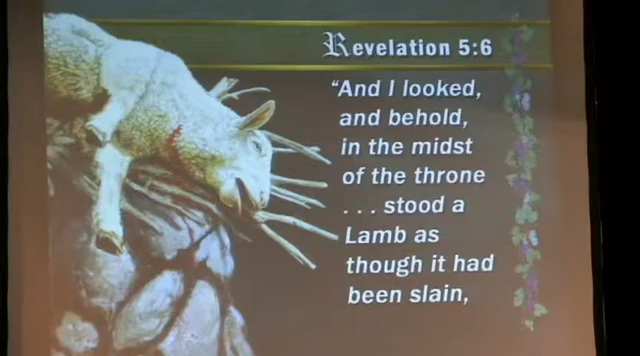 Revelation 5:6
“And I looked,
and behold,
in the midst
of the throne
. . . stood a
Lamb as
though it had
been slain,